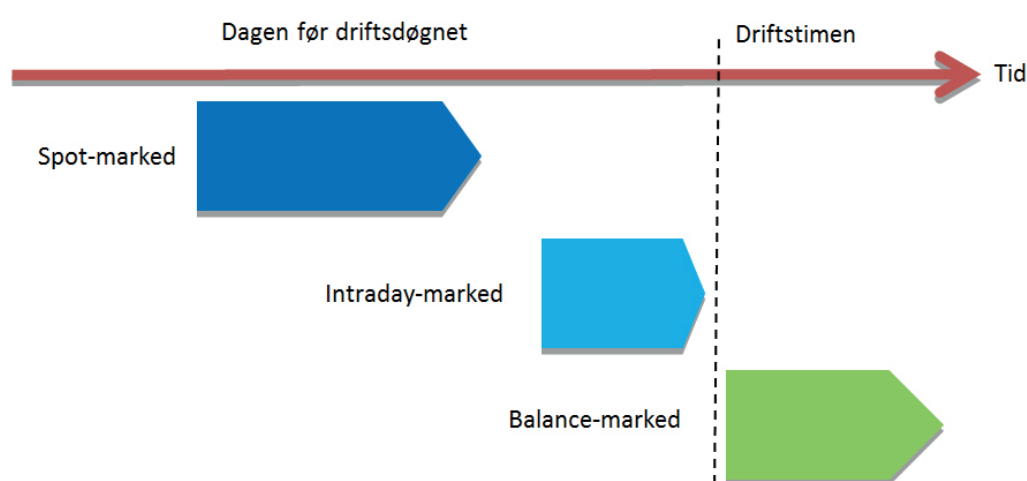 Dagen før driftsdøgnet
Driftstimen
Tid
Spot-marked
Intraday-marked
Balance-marked